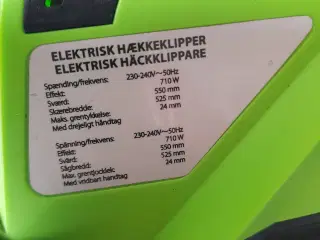 ELEKTRISK HÆKKEKLIPPER
ELEKTRISK HÄCKKLIPPARE
Spænding/frekvens: 230-240V~50Hz
Effekt: 710 W
Sværd: 550 mm
Skærebredde: 525 mm
Maks. grentykkelse: 24 mm
Med drejeligt håndtag
Spänning/frekvens: 230-240V~50Hz
Effekt: 710 W
Svärd: 550 mm
Sågbredd: 525 mm
Max. grentjocklek: 24 mm
Med vridbart handtag